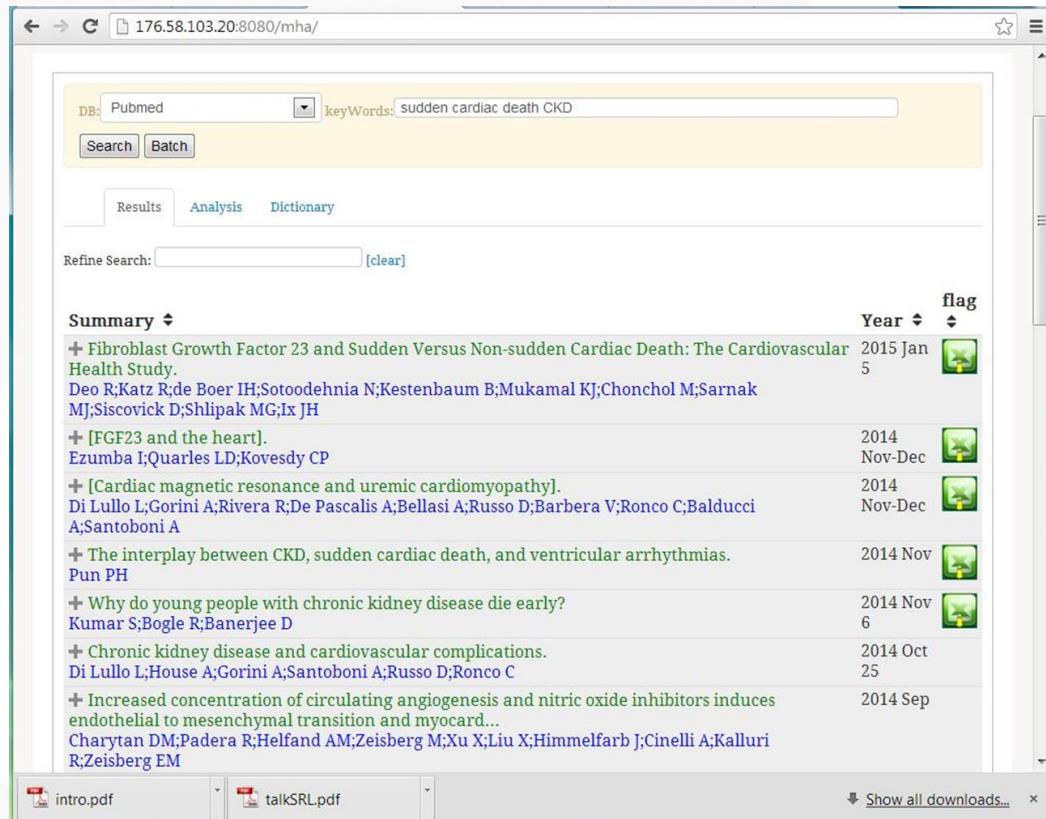 176.58.103.20:8080/mha/
DB: Pubmed keyWords: sudden cardiac death CKD
Search Batch
Results Analysis Dictionary
Refine Search: [clear]
flag
Summary Year
Fibroblast Growth Factor 23 and Sudden Versus Non-sudden Cardiac Death: The Cardiovascular 2015 Jan
Health Study. 5
Deo R;Katz R;de Boer IH;Sotoodehnia N;Kestenbaum B;Mukamal KJ;Chonchol M;Sarnak
MJ;Siscovick D;Shlipak MG;Ix JH
[FGF23 and the heart]. 2014
Ezumba I;Quarles LD;Kovesdy CP Nov-Dec
[Cardiac magnetic resonance and uremic cardiomyopathy]. 2014
Di Lullo L;Gorini A;Rivera R;De Pascalis A;Bellasi A;Russo D;Barbera V;Ronco C;Balducci Nov-Dec
A;Santoboni A
The interplay between CKD, sudden cardiac death, and ventricular arrhythmias. 2014 Nov
Pun PH
Why do young people with chronic kidney disease die early? 2014 Nov
Kumar S;Bogle R;Banerjee D 6
Chronic kidney disease and cardiovascular complications. 2014 Oct
Di Lullo L;House A;Gorini A;Santoboni A;Russo D;Ronco C 25
Increased concentration of circulating angiogenesis and nitric oxide inhibitors induces 2014 Sep
endothelial to mesenchymal transition and myocard...
Charytan DM;Padera R;Helfand AM;Zeisberg M;Xu X;Liu X;Himmelfarb J;Cinelli A;Kalluri
R;Zeisberg EM
intro.pdf talkSRL.pdf Show all downloads...